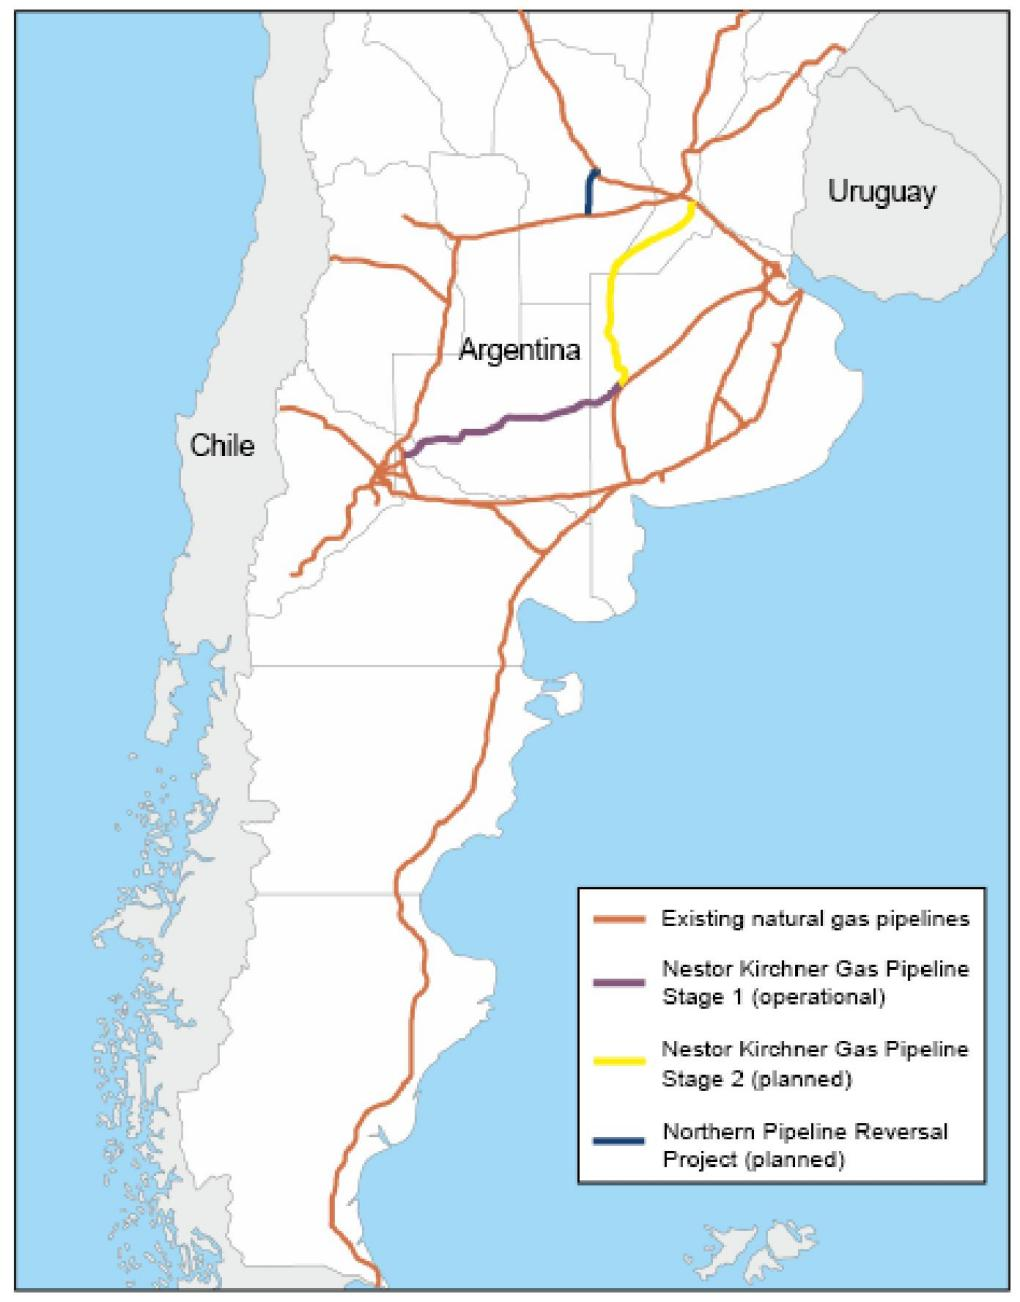 Uruguay
Argentina
Chile
Existing natural gas pipelines
Nestor Kirchner Gas Pipeline
Stage 1 (operational)
Nestor Kirchner Gas Pipeline
Stage 2 (planned)
Northern Pipeline Reversal
Project (planned)